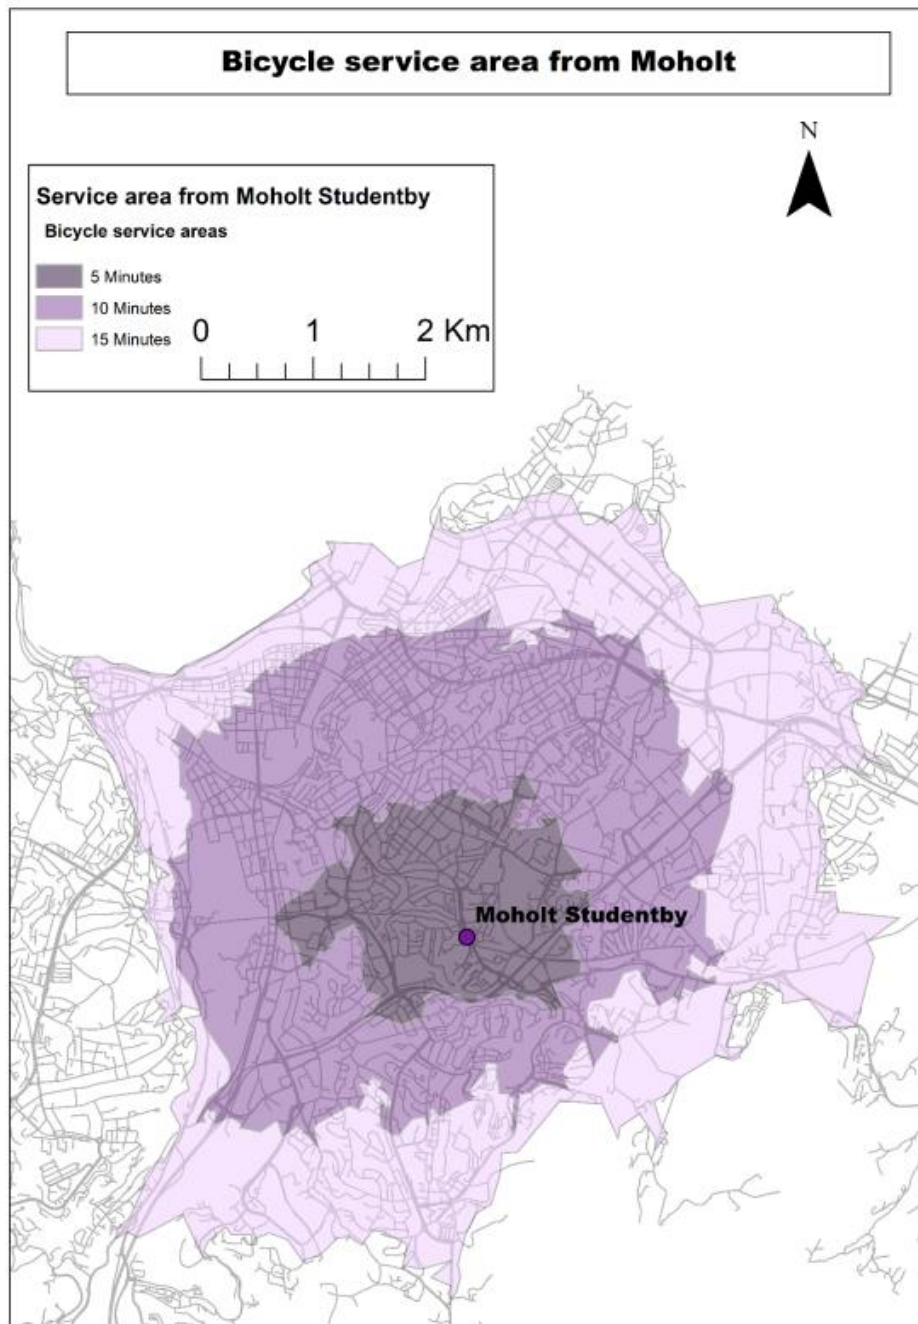 Bicycle service area from Moholt
N
Service area from Moholt Studentby
Bicycle service areas
5 Minutes
10 Minutes
15 Minutes
0 1 2 Km
Moholt Studentby